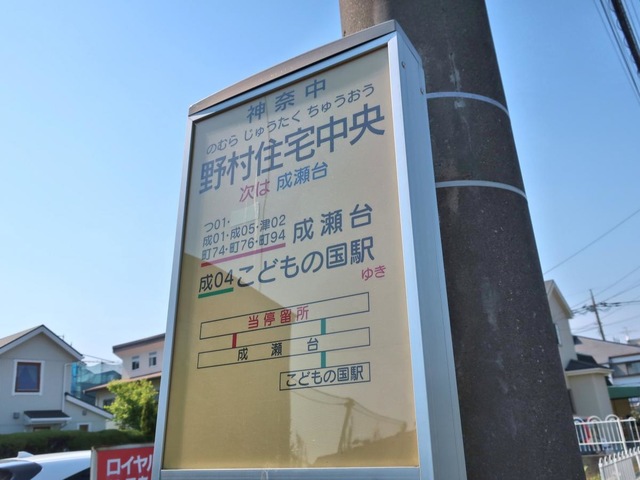 神奈中
のむら じゅうたく ちゅうおう
野村住宅中央
次は 成瀬台
つ01・
成01・成05・津02
町74・町76・町94 成瀬台
成04 こどもの国駅
ゆき
当停留所
成瀬台
こどもの国駅
ロイヤル